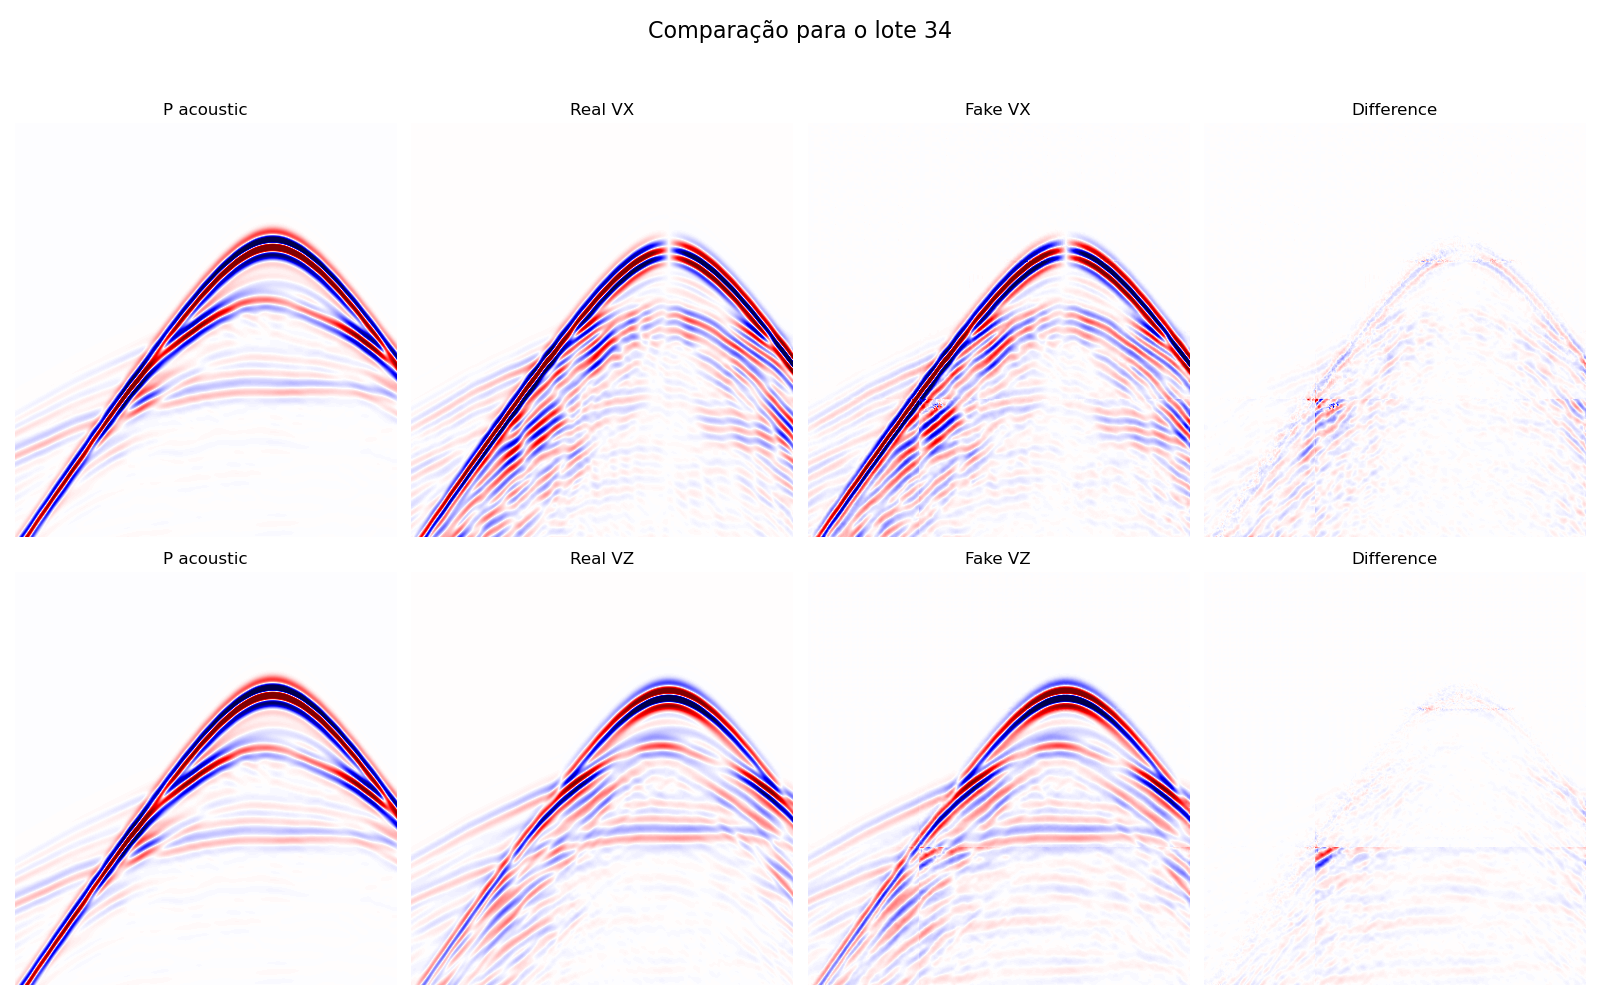 Comparação para o lote 34
P acoustic
Real VX
Fake VX
Difference
P acoustic
Real VZ
Fake VZ
Difference